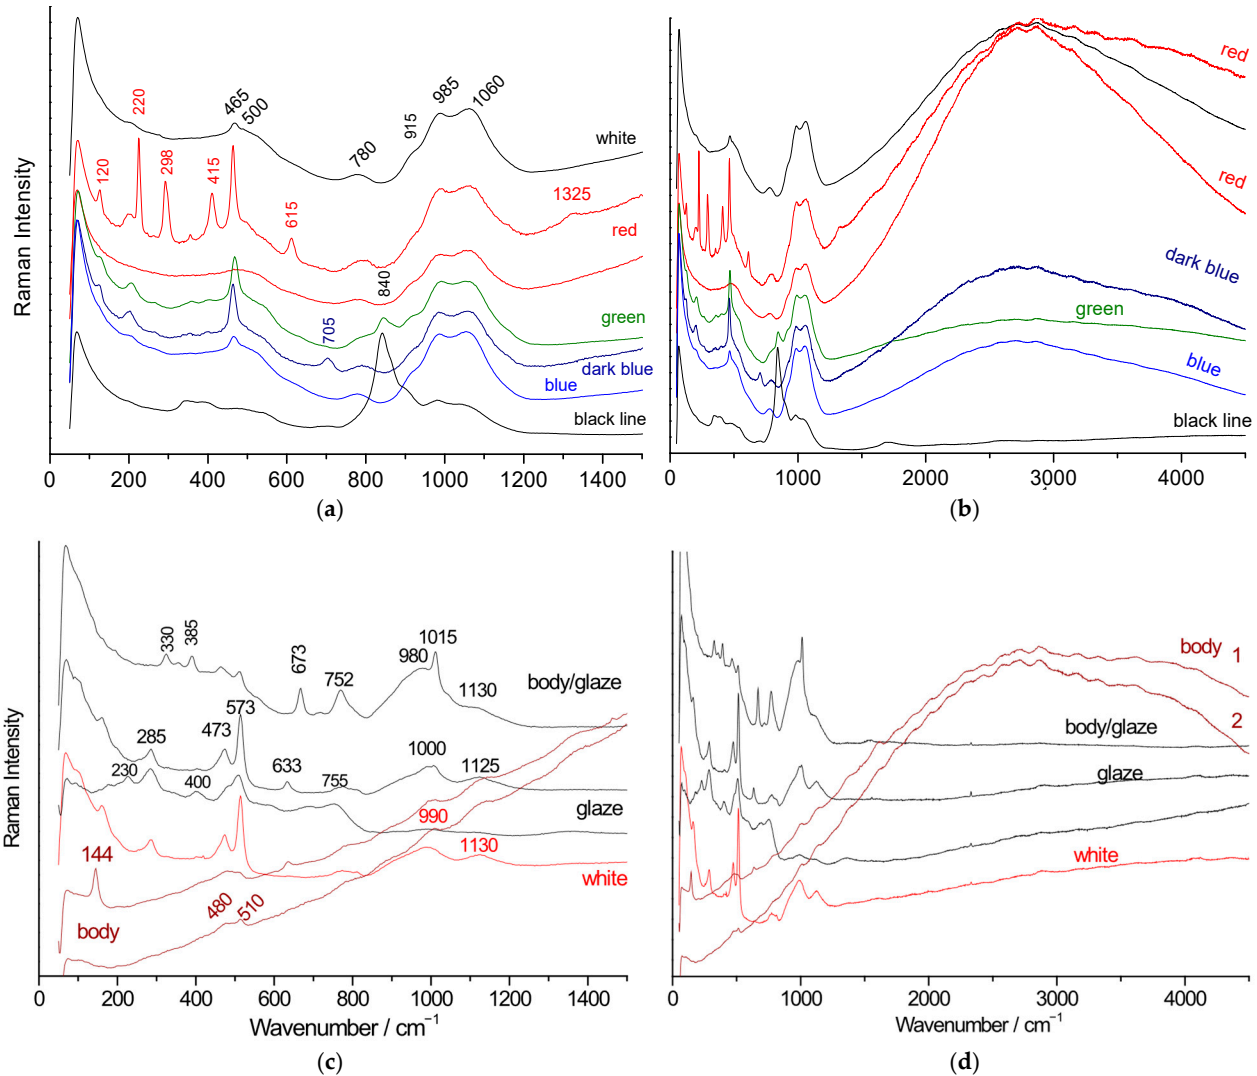 Raman Intensity
220
120
298
415
615
465
500
780
915
985
1060
white
1325
red
840
green
705
dark blue
blue
black line
0 200 400 600 800 1000 1200 1400
(a)
red
red
dark blue
green
blue
black line
0 1000 2000 3000 4000
(b)
Raman Intensity
330
385
673
752
980
1015
1130
body/glaze
573
285
473
230
400
633
755
1000
1125
glaze
990
1130
white
144
480
510
body
0 200 400 600 800 1000 1200 1400
Wavenumber / cm⁻¹
(c)
body 1
2
body/glaze
glaze
white
0 1000 2000 3000 4000
Wavenumber / cm⁻¹
(d)